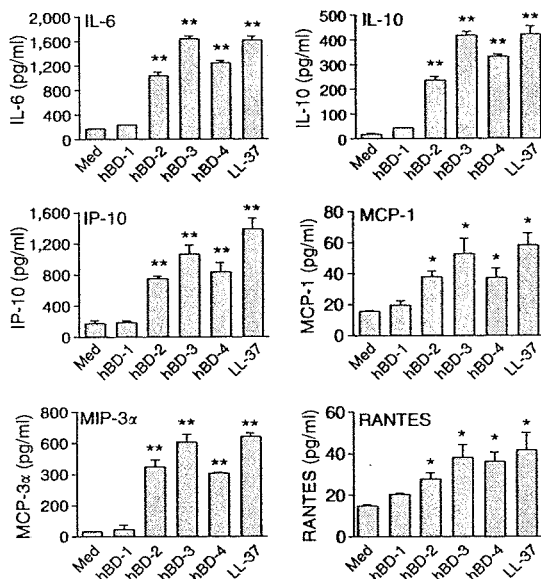 IL-6
IL-6 (pg/ml)
2,000
1,600
1,200
800
400
0
** ** ** **
Med hBD-1 hBD-2 hBD-3 hBD-4 LL-37
IL-10
IL-10 (pg/ml)
500
400
300
200
100
0
** ** ** **
Med hBD-1 hBD-2 hBD-3 hBD-4 LL-37
IP-10
IP-10 (pg/ml)
1,600
1,200
800
400
0
** ** ** **
Med hBD-1 hBD-2 hBD-3 hBD-4 LL-37
MCP-1
MCP-1 (pg/ml)
80
60
40
20
0
* * * *
Med hBD-1 hBD-2 hBD-3 hBD-4 LL-37
MIP-3α
MCP-3α (pg/ml)
800
600
300
0
** ** ** **
Med hBD-1 hBD-2 hBD-3 hBD-4 LL-37
RANTES
RANTES (pg/ml)
60
40
20
0
* * * *
Med hBD-1 hBD-2 hBD-3 hBD-4 LL-37